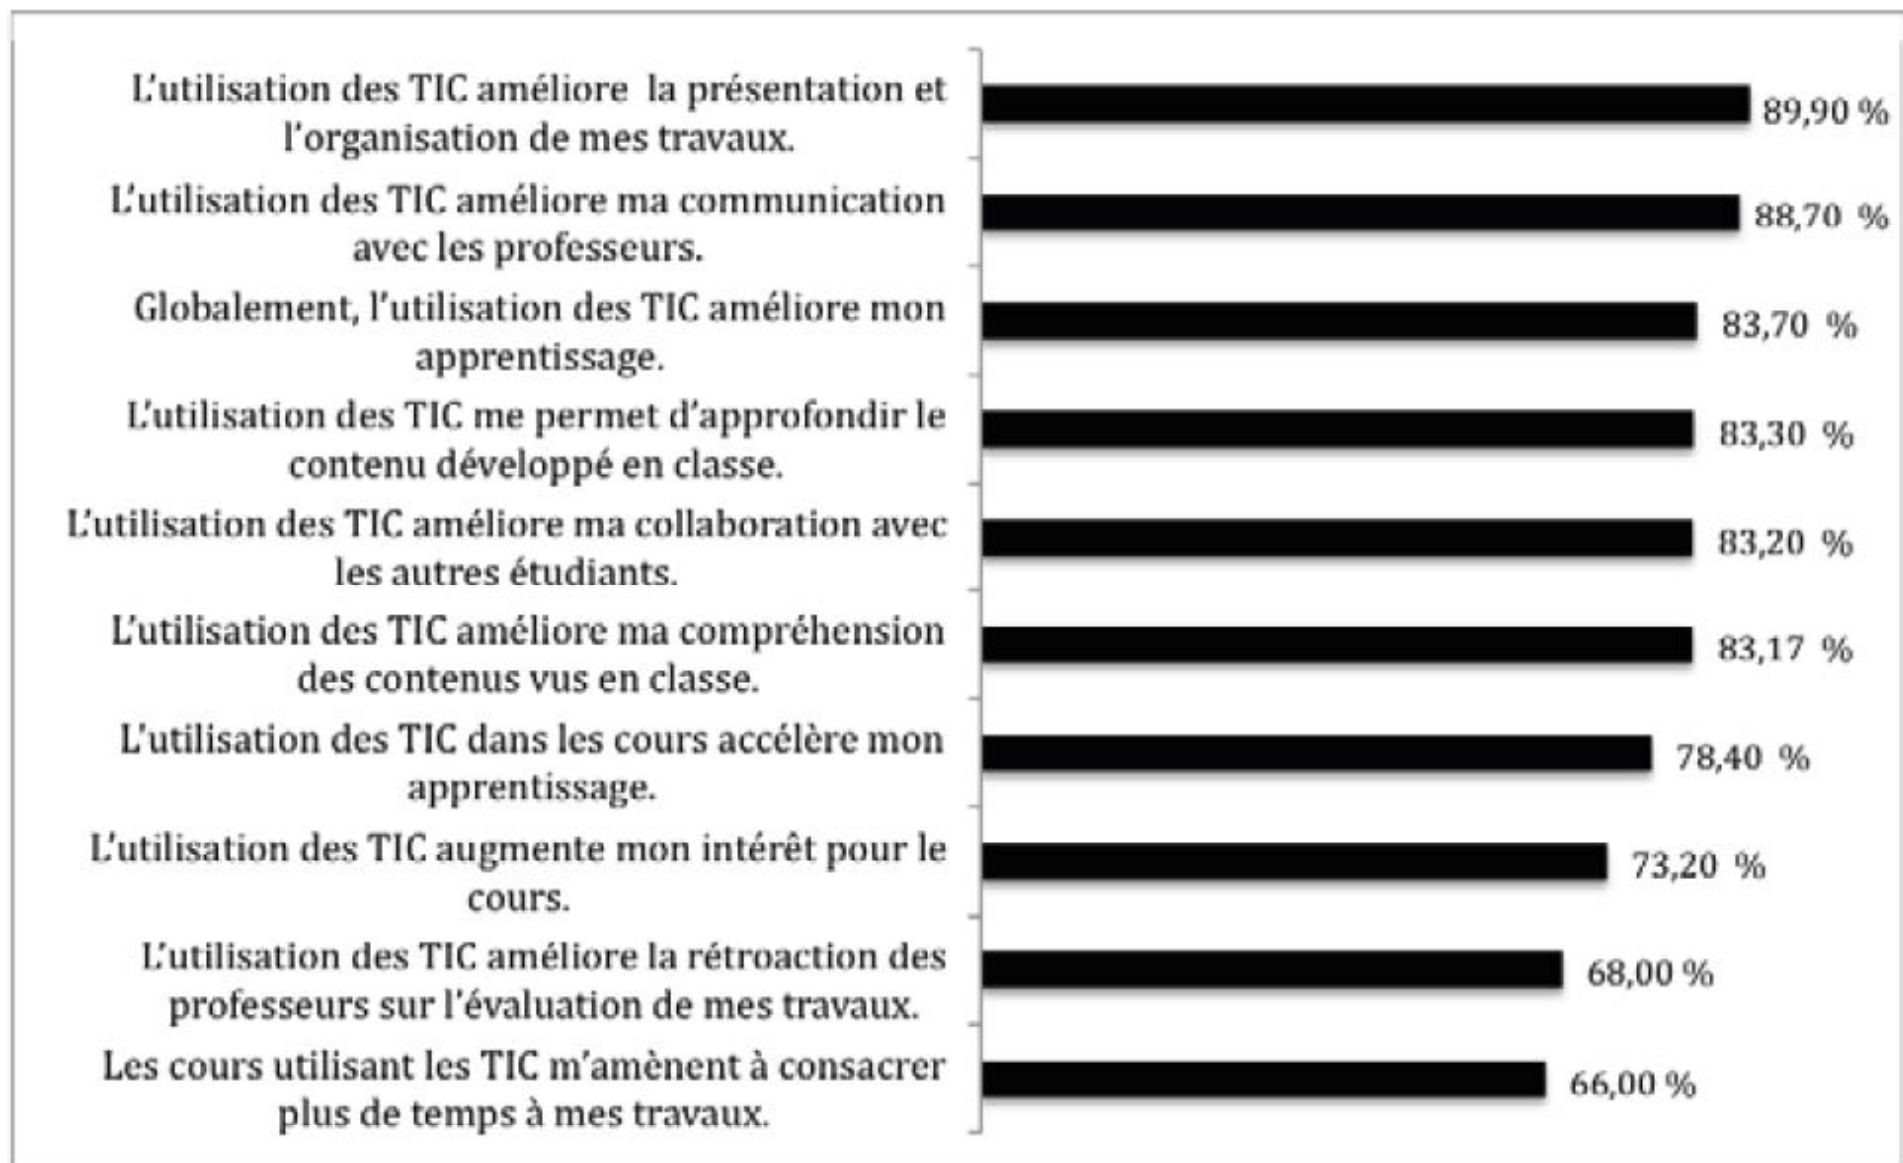 L'utilisation des TIC améliore la présentation et
l'organisation de mes travaux.
89,90 %
L'utilisation des TIC améliore ma communication
avec les professeurs.
88,70 %
Globalement, l'utilisation des TIC améliore mon
apprentissage.
83,70 %
L'utilisation des TIC me permet d'approfondir le
contenu développé en classe.
83,30 %
L'utilisation des TIC améliore ma collaboration avec
les autres étudiants.
83,20 %
L'utilisation des TIC améliore ma compréhension
des contenus vus en classe.
83,17 %
L'utilisation des TIC dans les cours accélère mon
apprentissage.
78,40 %
L'utilisation des TIC augmente mon intérêt pour le
cours.
73,20 %
L'utilisation des TIC améliore la rétroaction des
professeurs sur l'évaluation de mes travaux.
68,00 %
Les cours utilisant les TIC m'amènent à consacrer
plus de temps à mes travaux.
66,00 %